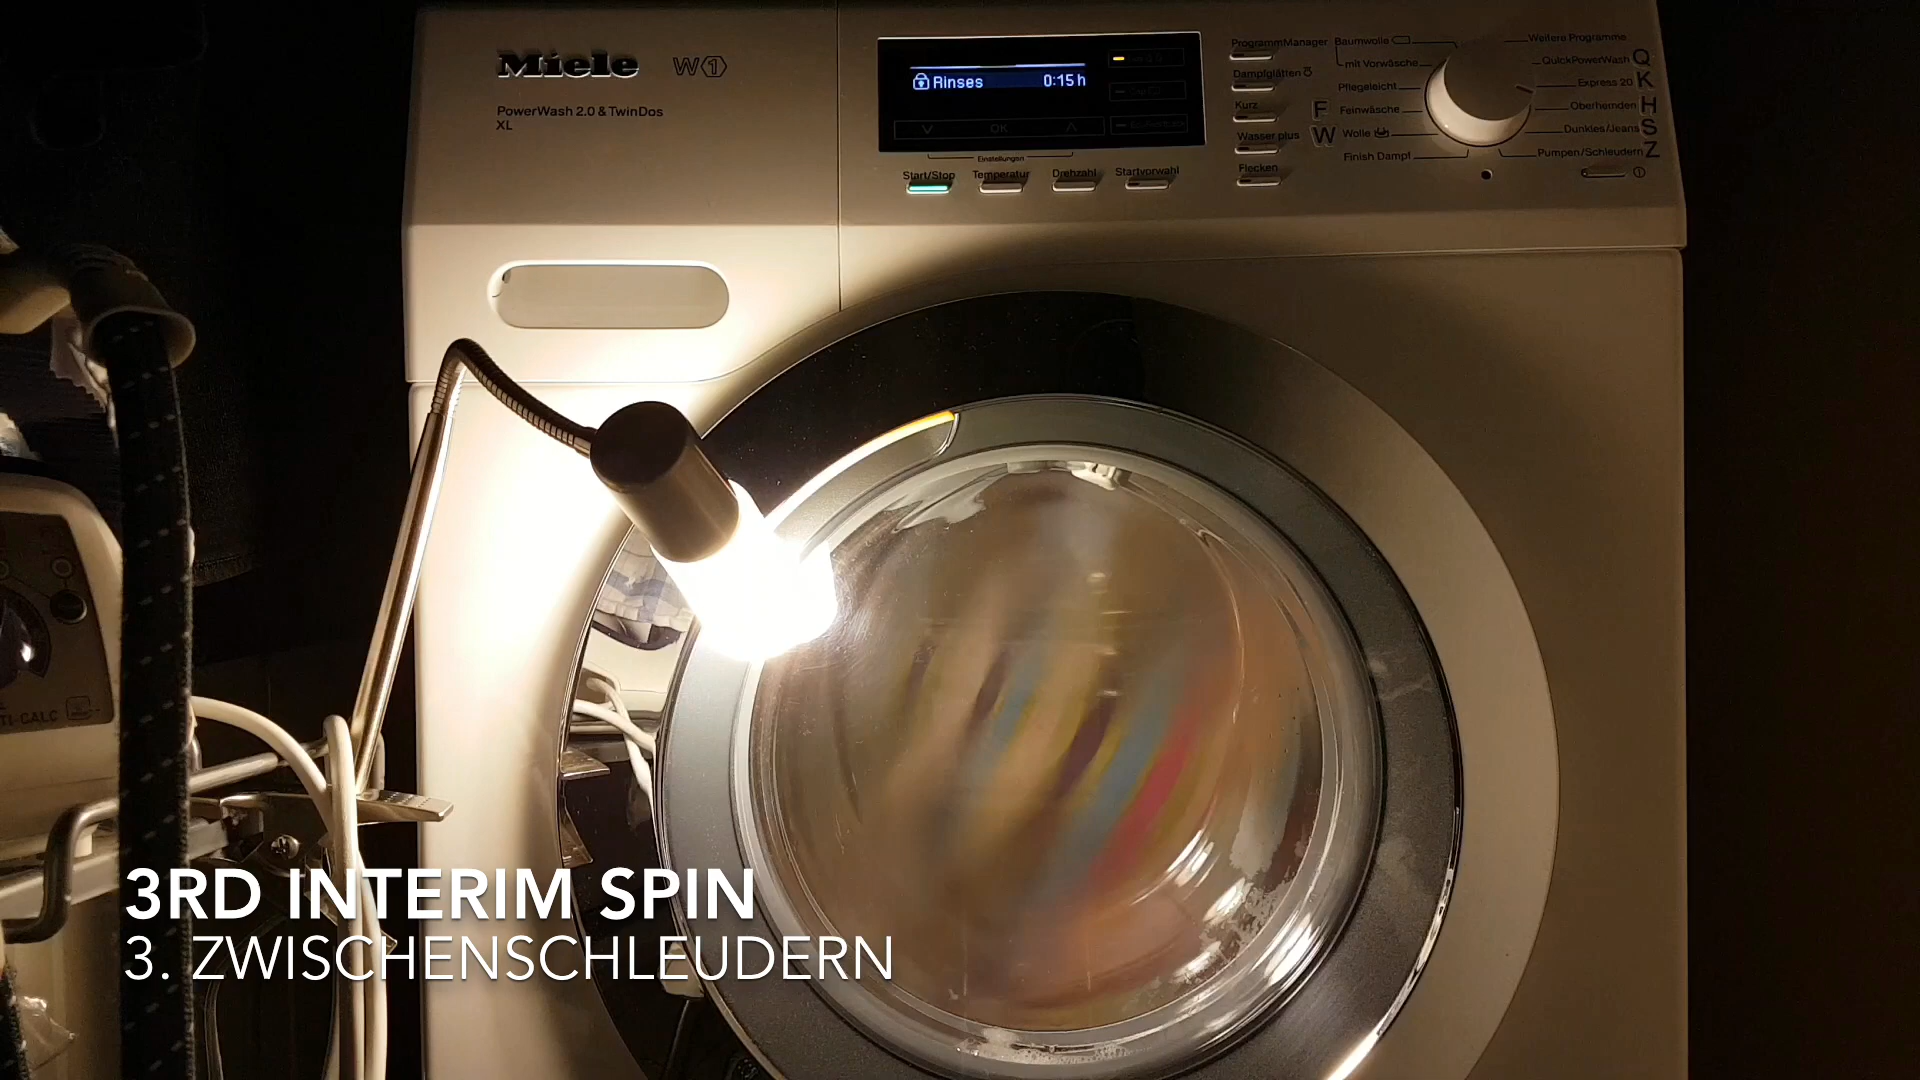 Miele W1
PowerWash 2.0 & TwinDos
XL
Rinses 0:15 h
OK
Einstellungen
Start/Stop Temperatur Drehzahl Startvorwahl
ProgrammManager
Dampfglätten
Kurz
Wasser plus
Flecken
F
W
Baumwolle
mit Vorwäsche
Pflegeleicht
Feinwäsche
Wolle
Finish Dampf
Weitere Programme
QuickPowerWash Q
Express 20 K
Oberhemden H
Dunkles/Jeans S
Pumpen/Schleudern Z
TI-CALC
3RD INTERIM SPIN
3. ZWISCHENSCHLEUDERN